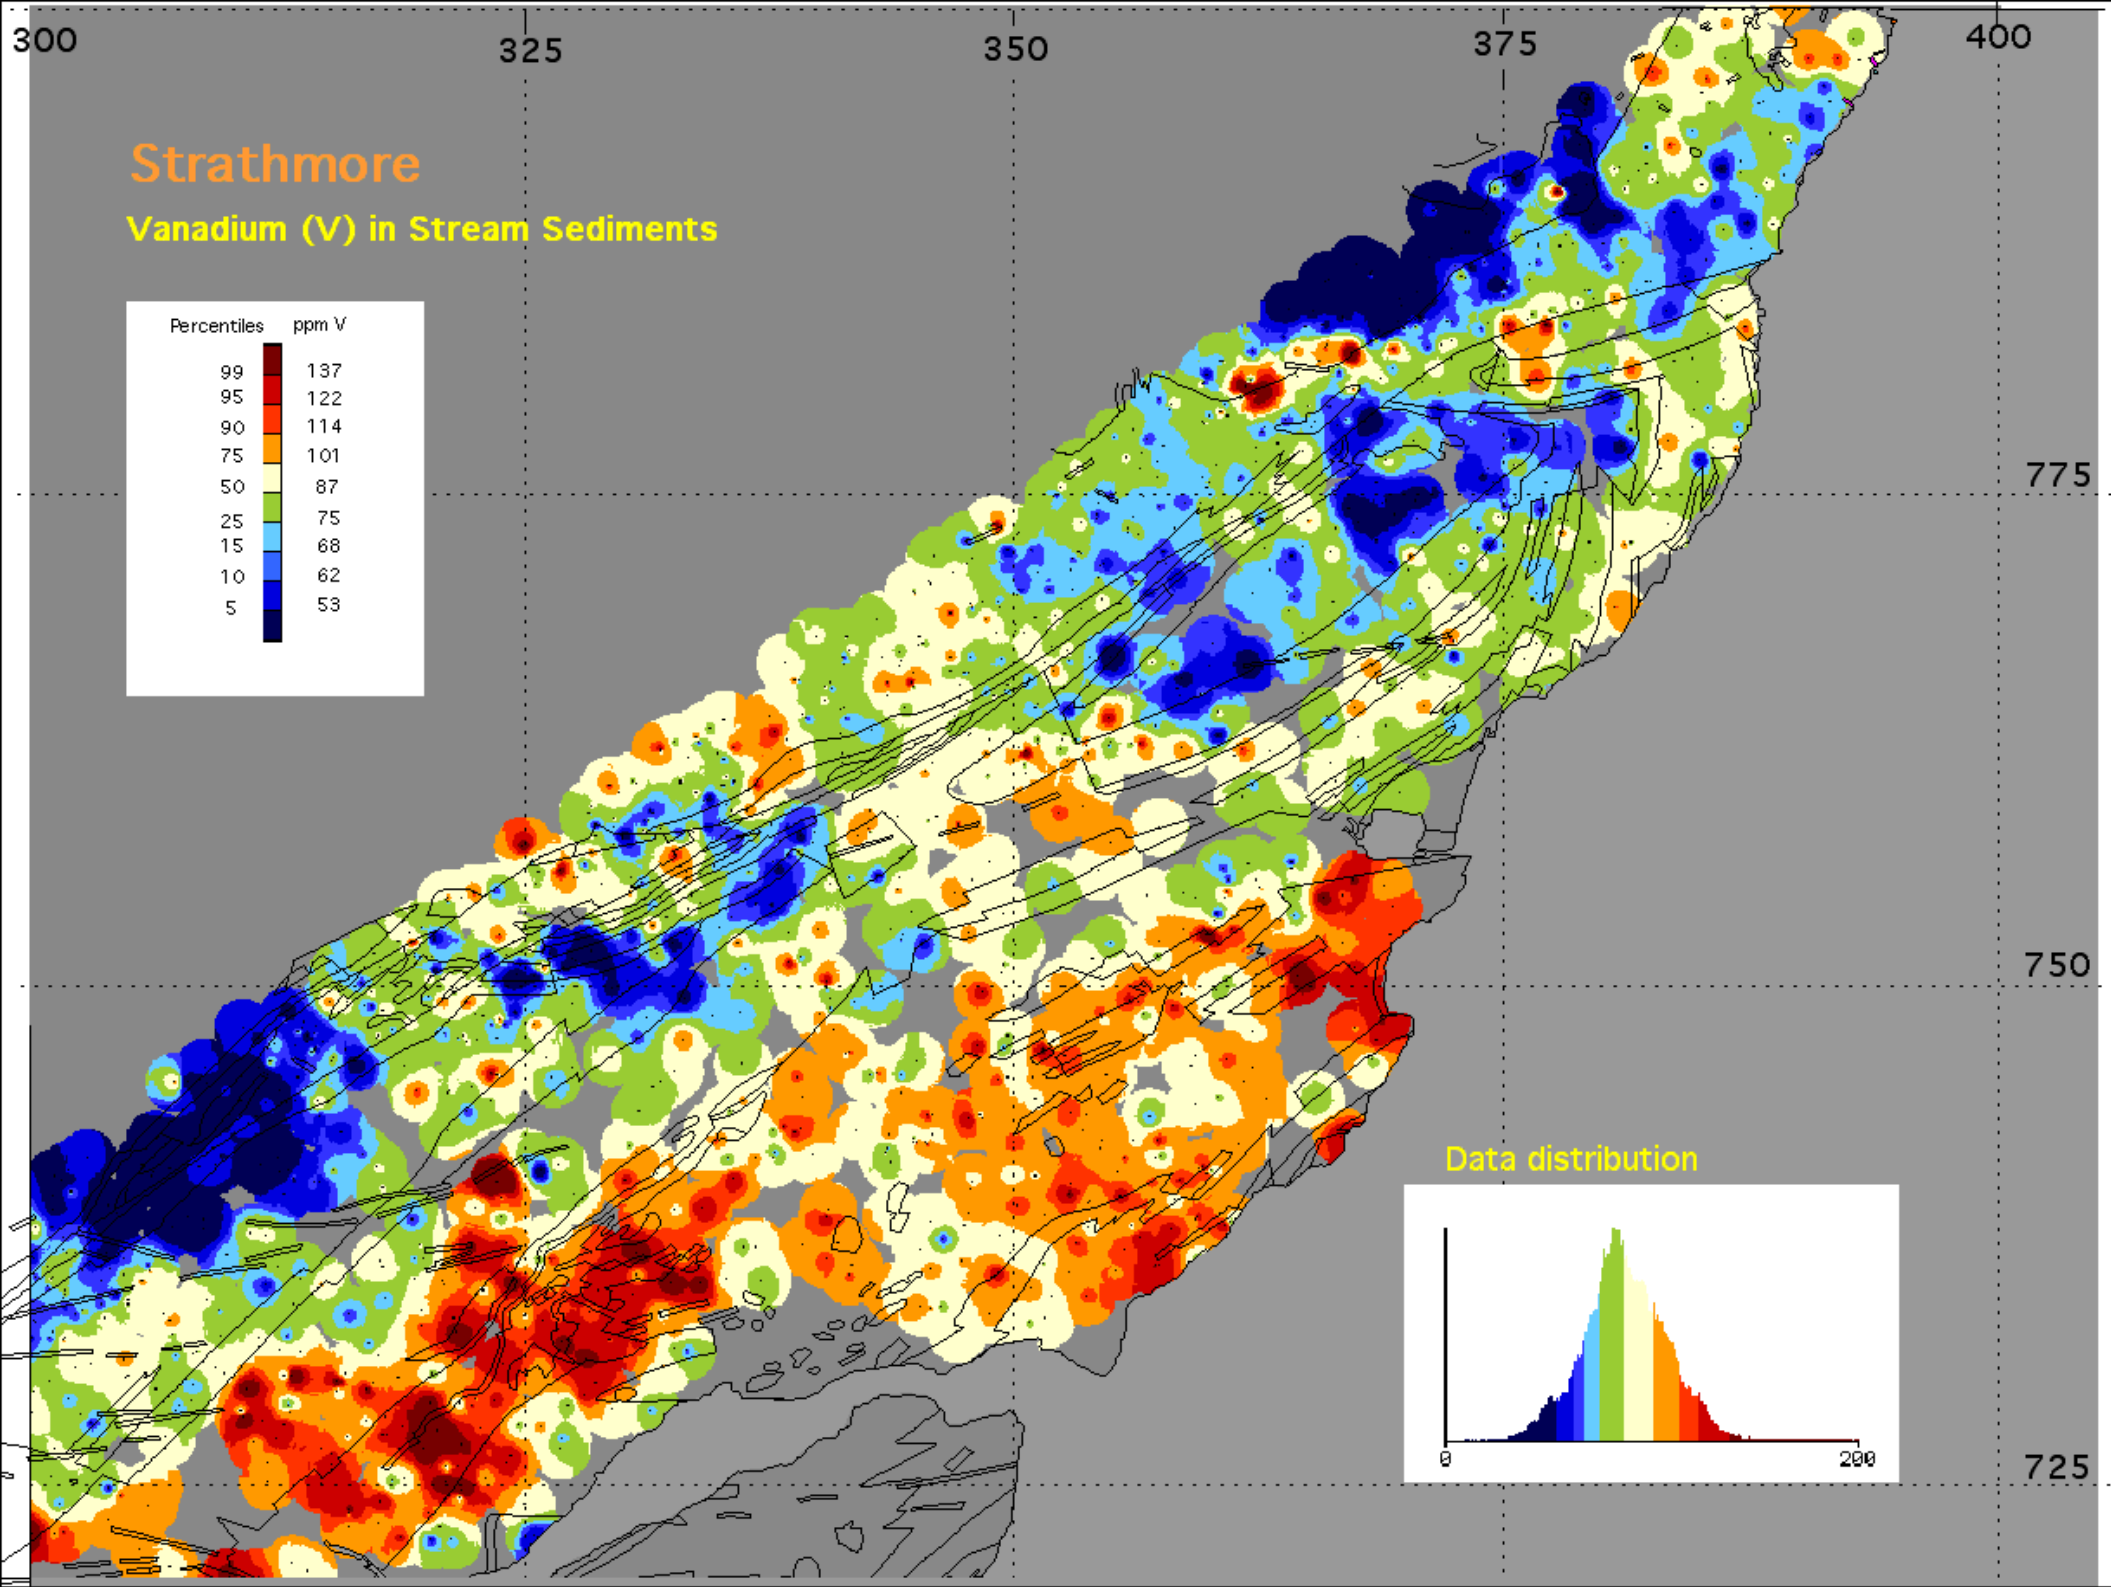 300 325 350 375 400
Strathmore
Vanadium (V) in Stream Sediments
Percentiles ppm V
99 137
95 122
90 114
75 101
50 87
25 75
15 68
10 62
5 53
775
750
Data distribution
0 200
725